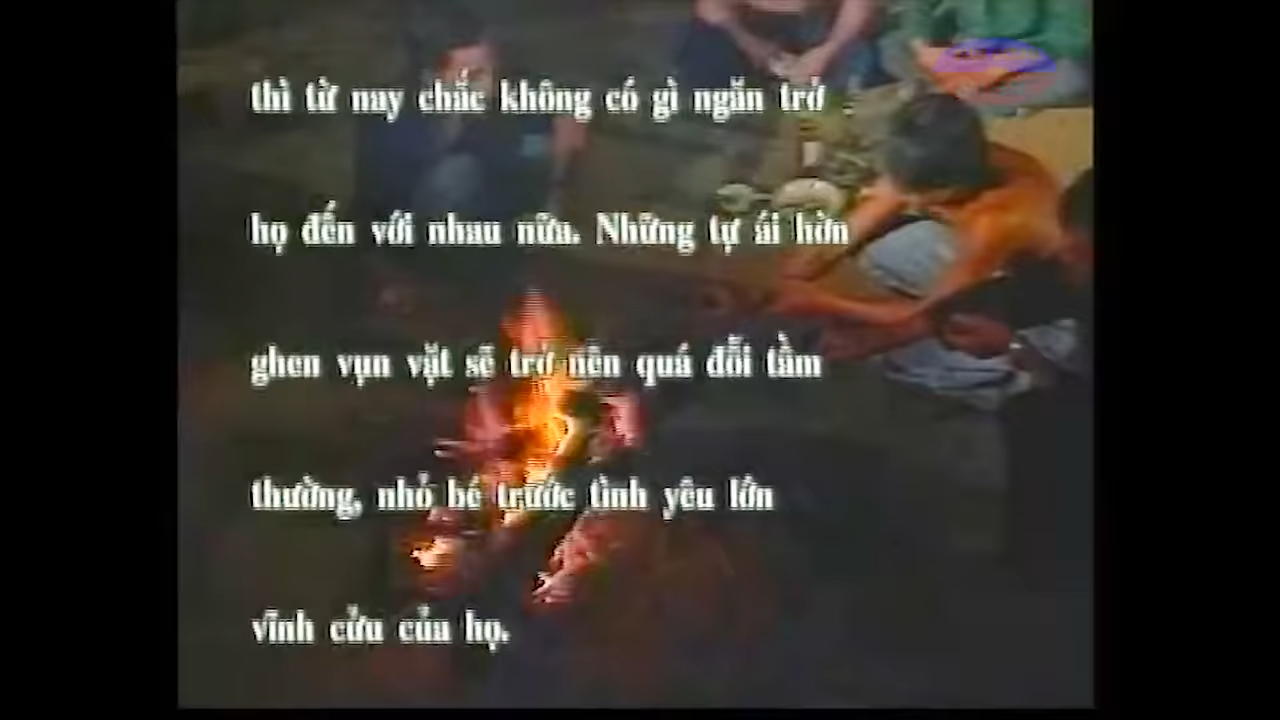 thì từ nay chắc không có gì ngăn trở
họ đến với nhau nữa. Những tự ái hờn
ghen vụn vặt sẽ trở nên quá đỗi tầm
thường, nhỏ bé trước tình yêu lớn
vĩnh cửu của họ.